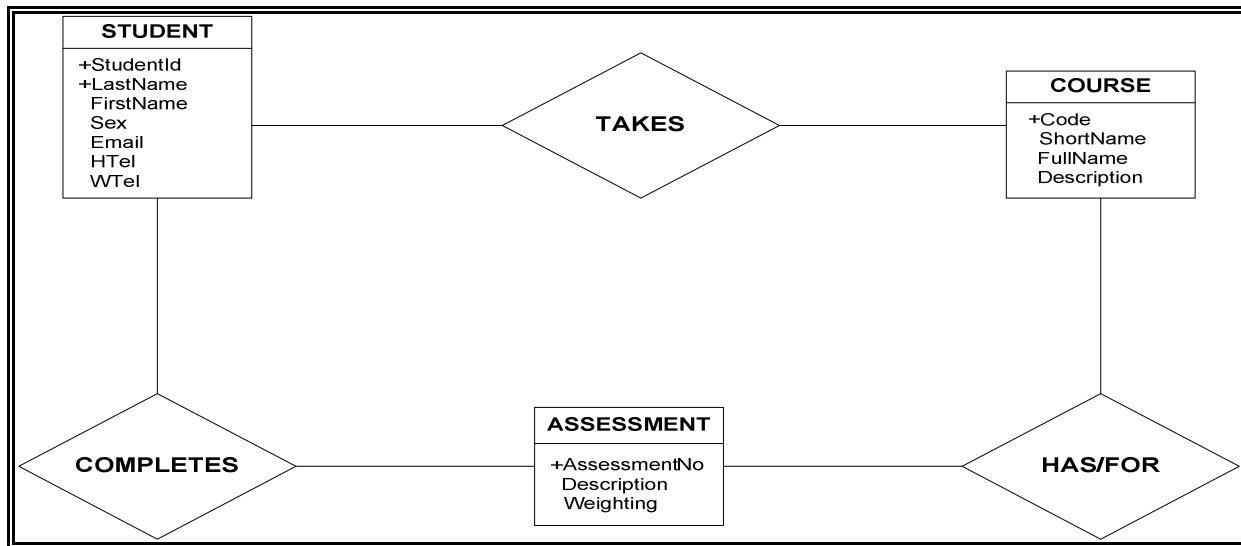 STUDENT
+StudentId
+LastName
FirstName
Sex
Email
HTel
WTel
TAKES
COURSE
+Code
ShortName
FullName
Description
COMPLETES
ASSESSMENT
+AssessmentNo
Description
Weighting
HAS/FOR